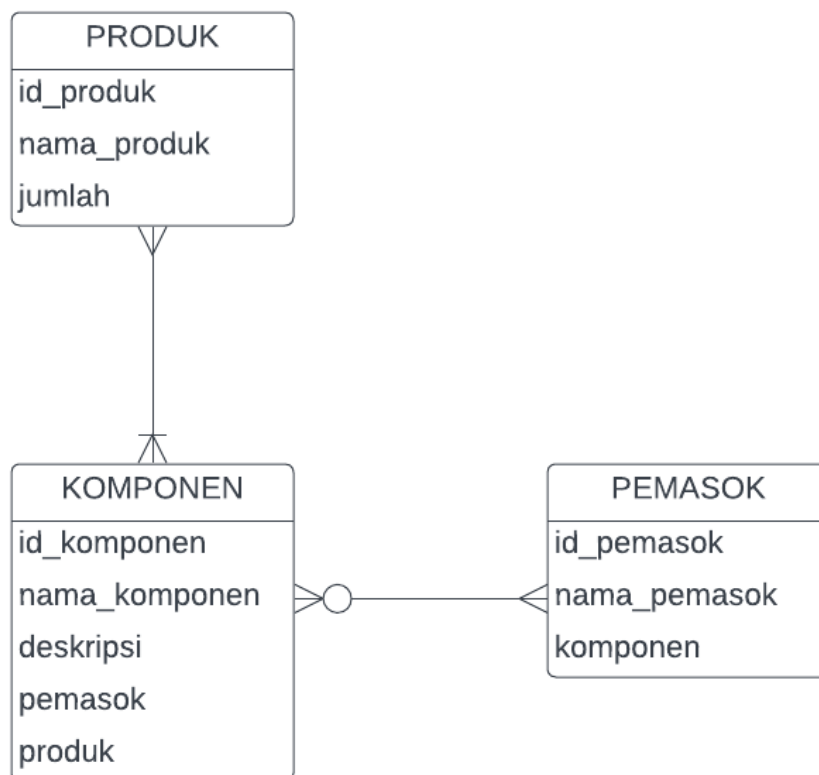 PRODUK
id_produk
nama_produk
jumlah
KOMPONEN
id_komponen
nama_komponen
deskripsi
pemasok
produk
PEMASOK
id_pemasok
nama_pemasok
komponen